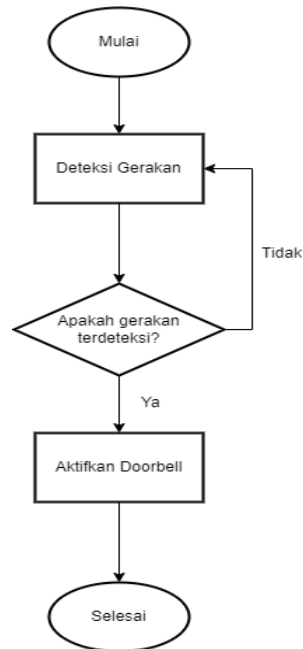 Mulai
Deteksi Gerakan
Tidak
Apakah gerakan
terdeteksi?
Ya
Aktifkan Doorbell
Selesai